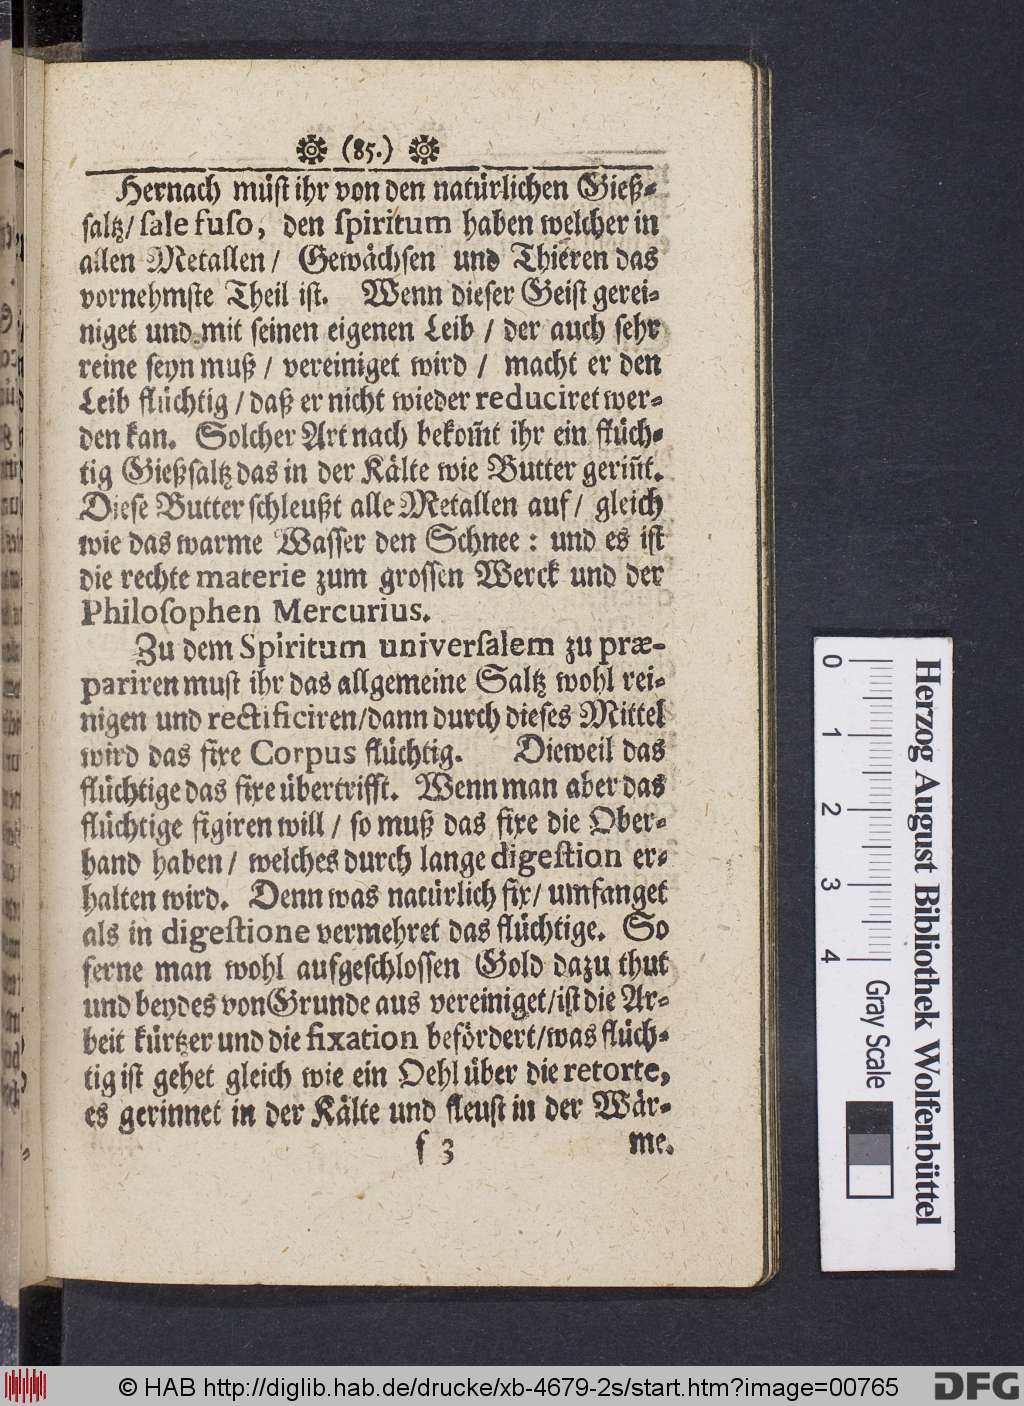 (85.)
Hernach müſt ihr von den natürlichen Gieß⸗
ſaltz/ ſale fuſo, den ſpiritum haben welcher in
allen Metallen/ Gewächſen und Thieren das
vornehmſte Theil iſt. Wenn dieſer Geiſt gerei⸗
niget und mit ſeinen eigenen Leib / der auch ſehr
reine ſeyn muß / vereiniget wird / macht er den
Leib flüchtig / daß er nicht wieder reduciret wer⸗
den kan. Solcher Art nach bekom̃t ihr ein flüch⸗
tig Gießſaltz das in der Kälte wie Butter geriñt.
Dieſe Butter ſchleußt alle Metallen auf / gleich
wie das warme Waſſer den Schnee : und es iſt
die rechte materie zum groſſen Werck und der
Philoſophen Mercurius.
Zu dem Spiritum univerſalem zu præ-
pariren muſt ihr das allgemeine Saltz wohl rei⸗
nigen und rectificiren/dann durch dieſes Mittel
wird das fixe Corpus flüchtig. Dieweil das
flüchtige das fixe übertrifft. Wenn man aber das
flüchtige figiren will / ſo muß das fixe die Ober⸗
hand haben / welches durch lange digeſtion er⸗
halten wird. Denn was natürlich fix/ umfanget
als in digeſtione vermehret das flüchtige. So
ferne man wohl aufgeſchloſſen Gold dazu thut
und beydes von Grunde aus vereiniget/iſt die Ar⸗
beit kürtzer und die fixation befördert/was flüch⸗
tig iſt gehet gleich wie ein Oehl über die retorte,
es gerinnet in der Kälte und fleuſt in der Wär⸗
f 3 me.
0 1 2 3 4
Gray Scale
Herzog August Bibliothek Wolfenbüttel
© HAB http://diglib.hab.de/drucke/xb-4679-2s/start.htm?image=00765
DFG